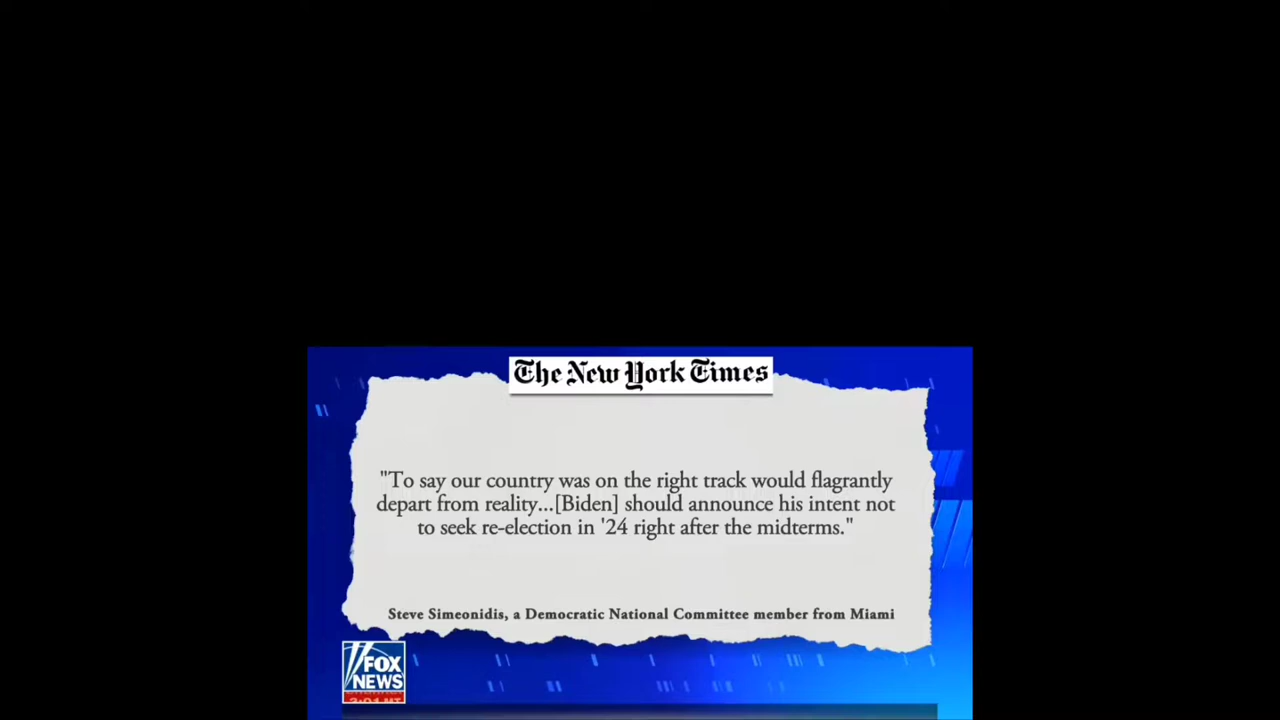 The New York Times
"To say our country was on the right track would flagrantly
depart from reality...[Biden] should announce his intent not
to seek re-election in '24 right after the midterms."
Steve Simeonidis, a Democratic National Committee member from Miami
FOX
NEWS